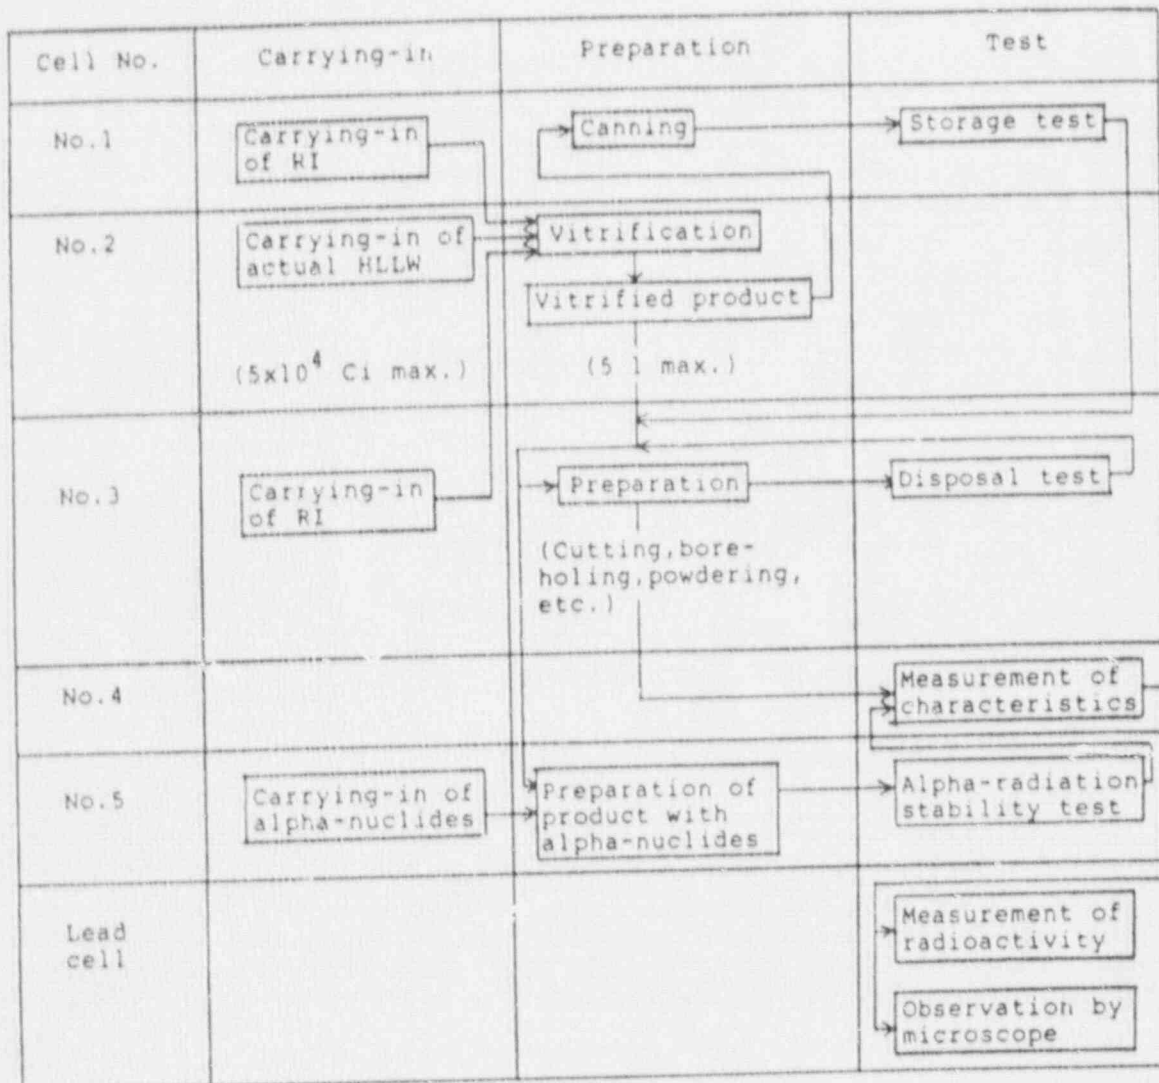 Cell No.
Carrying-in
Preparation
Test
No.1
Carrying-in
of RI
Canning
Storage test
No.2
Carrying-in of
actual HLLW
Vitrification
Vitrified product
(5x10⁴ Ci max.)
(5 l max.)
No.3
Carrying-in
of RI
Preparation
Disposal test
(Cutting,bore-
holing,powdering,
etc.)
No.4
Measurement of
characteristics
No.5
Carrying-in of
alpha-nuclides
Preparation of
product with
alpha-nuclides
Alpha-radiation
stability test
Lead
cell
Measurement of
radioactivity
Observation by
microscope